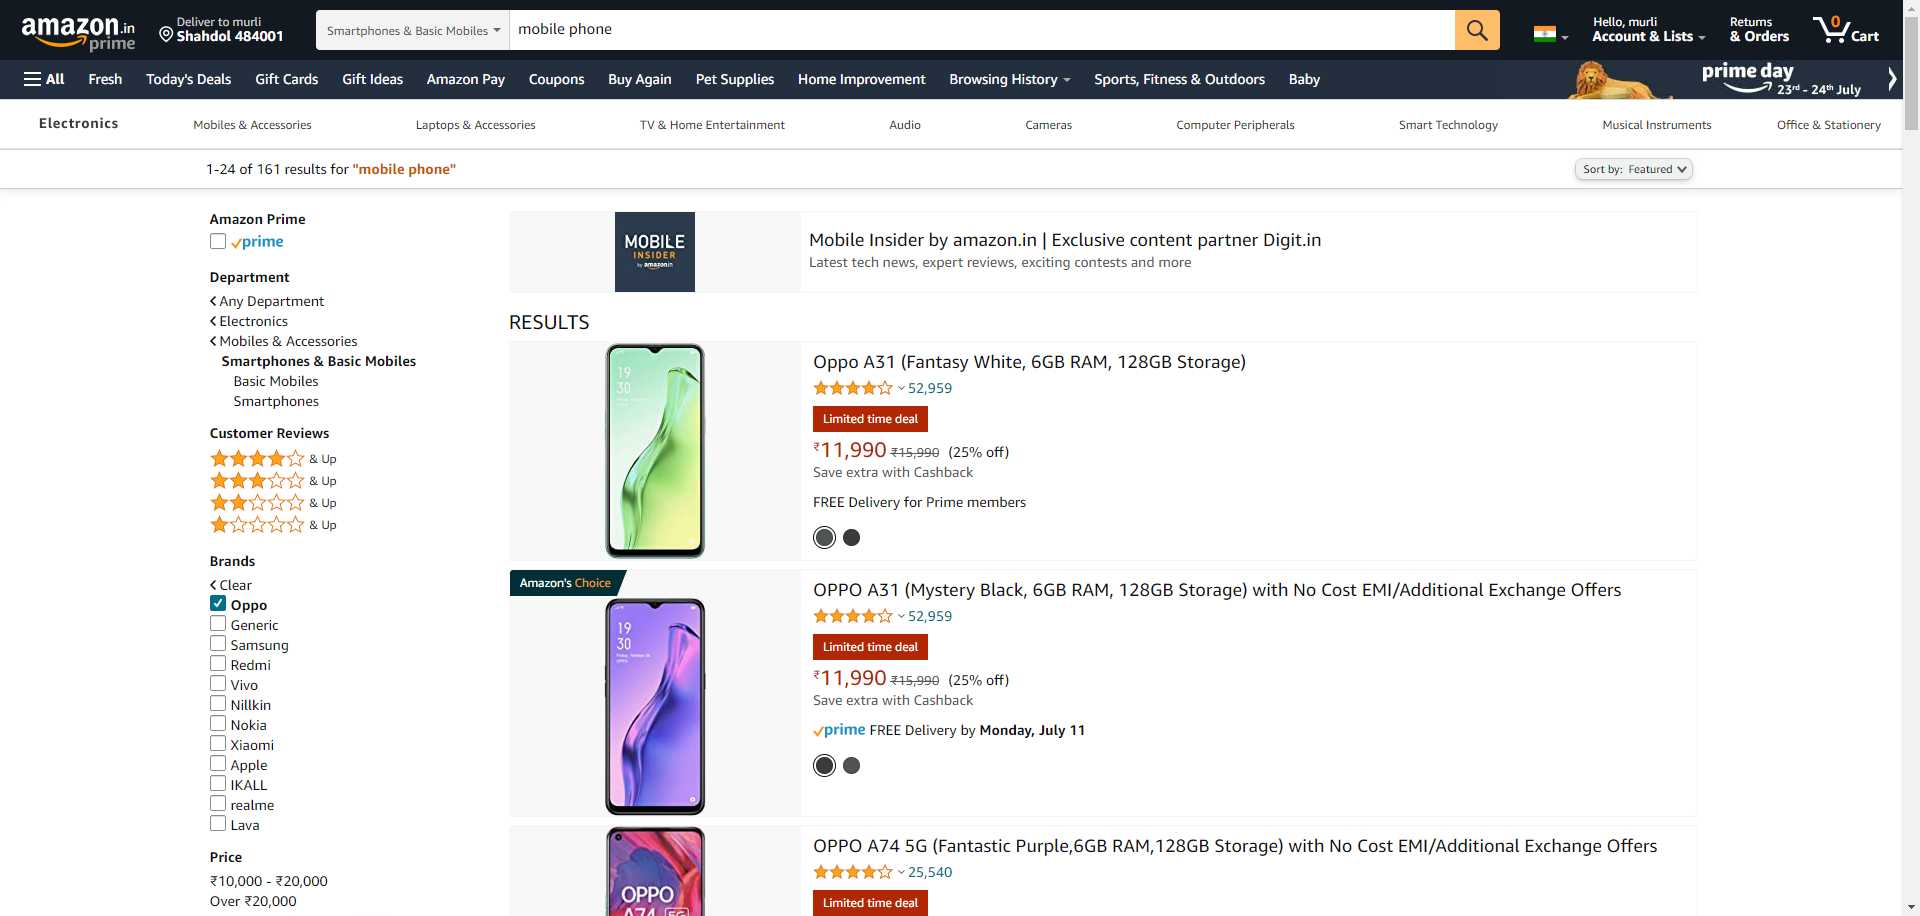 amazon.in
prime
Deliver to murli
Shahdol 484001
Smartphones & Basic Mobiles
mobile phone
Hello, murli
Account & Lists
Returns
& Orders
0
Cart
All
Fresh
Today's Deals
Gift Cards
Gift Ideas
Amazon Pay
Coupons
Buy Again
Pet Supplies
Home Improvement
Browsing History
Sports, Fitness & Outdoors
Baby
prime day
23rd - 24th July
Electronics
Mobiles & Accessories
Laptops & Accessories
TV & Home Entertainment
Audio
Cameras
Computer Peripherals
Smart Technology
Musical Instruments
Office & Stationery
1-24 of 161 results for "mobile phone"
Sort by: Featured
Amazon Prime
prime
Department
Any Department
Electronics
Mobiles & Accessories
Smartphones & Basic Mobiles
Basic Mobiles
Smartphones
Customer Reviews
& Up
& Up
& Up
& Up
Brands
Clear
Oppo
Generic
Samsung
Redmi
Vivo
Nillkin
Nokia
Xiaomi
Apple
IKALL
realme
Lava
Price
₹10,000 - ₹20,000
Over ₹20,000
MOBILE
INSIDER
by amazon.in
Mobile Insider by amazon.in | Exclusive content partner Digit.in
Latest tech news, expert reviews, exciting contests and more
RESULTS
19
30
Oppo A31 (Fantasy White, 6GB RAM, 128GB Storage)
52,959
Limited time deal
₹11,990 ₹15,990 (25% off)
Save extra with Cashback
FREE Delivery for Prime members
Amazon's Choice
19
30
OPPO A31 (Mystery Black, 6GB RAM, 128GB Storage) with No Cost EMI/Additional Exchange Offers
52,959
Limited time deal
₹11,990 ₹15,990 (25% off)
Save extra with Cashback
prime FREE Delivery by Monday, July 11
OPPO
A74 5G
OPPO A74 5G (Fantastic Purple,6GB RAM,128GB Storage) with No Cost EMI/Additional Exchange Offers
25,540
Limited time deal